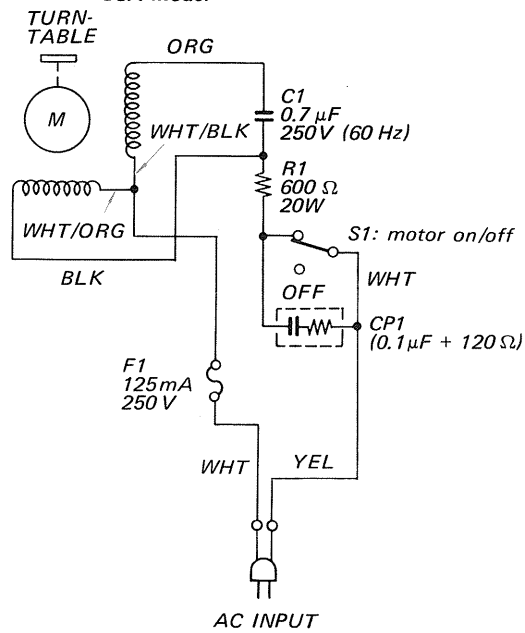 TURN-
TABLE
M
ORG
C1
0.7 µF
250V (60 Hz)
WHT/BLK
R1
600 Ω
20W
WHT/ORG
BLK
S1: motor on/off
WHT
OFF
CP1
(0.1µF + 120Ω)
F1
125mA
250V
WHT
YEL
AC INPUT